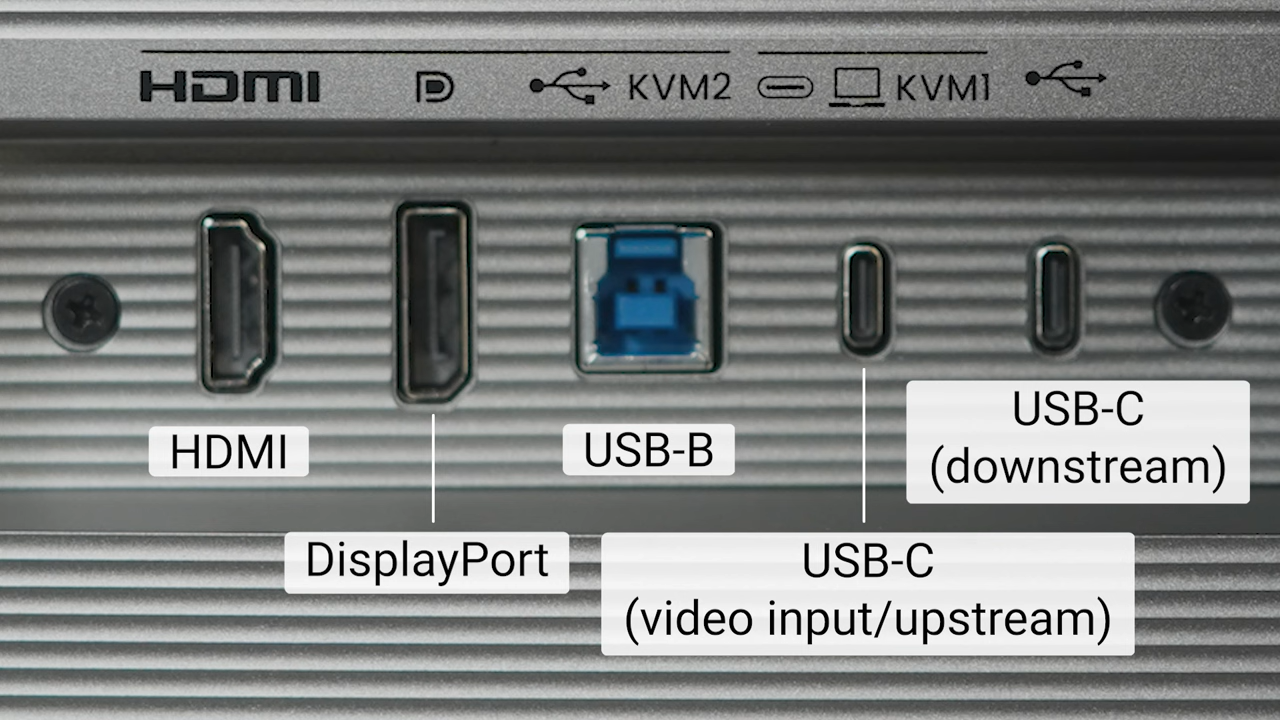 HDMI
KVM2
KVM1
HDMI
USB-B
USB-C
(downstream)
DisplayPort
USB-C
(video input/upstream)